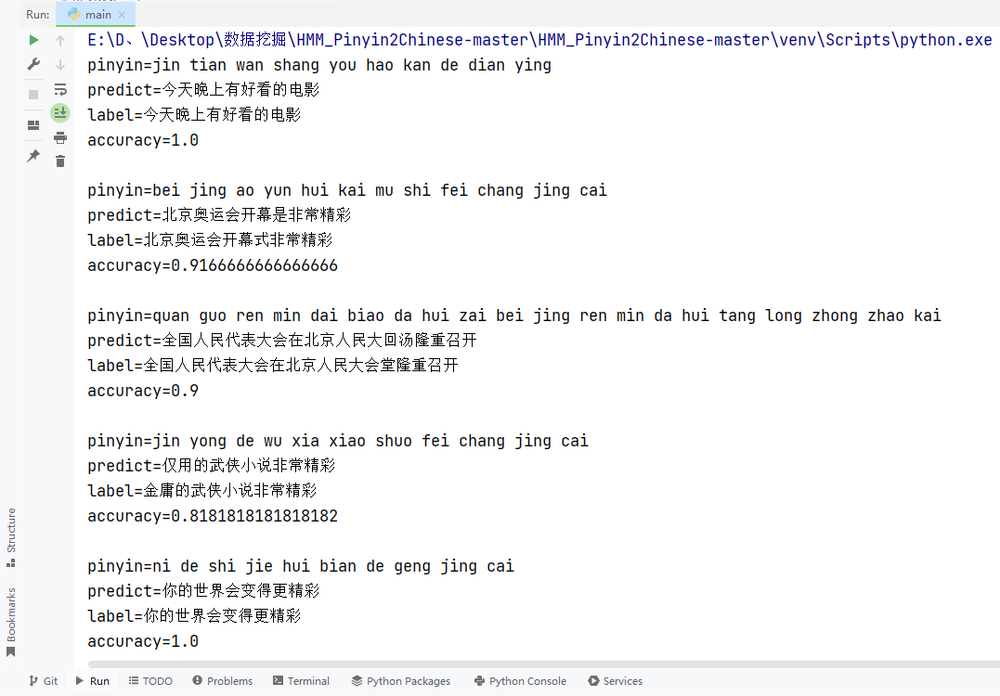 Run: main
E:\D、\Desktop\数据挖掘\HMM_Pinyin2Chinese-master\HMM_Pinyin2Chinese-master\venv\Scripts\python.exe
pinyin=jin tian wan shang you hao kan de dian ying
predict=今天晚上有好看的电影
label=今天晚上有好看的电影
accuracy=1.0
pinyin=bei jing ao yun hui kai mu shi fei chang jing cai
predict=北京奥运会开幕是非常精彩
label=北京奥运会开幕式非常精彩
accuracy=0.9166666666666666
pinyin=quan guo ren min dai biao da hui zai bei jing ren min da hui tang long zhong zhao kai
predict=全国人民代表大会在北京人民大回汤隆重召开
label=全国人民代表大会在北京人民大会堂隆重召开
accuracy=0.9
pinyin=jin yong de wu xia xiao shuo fei chang jing cai
predict=仅用的武侠小说非常精彩
label=金庸的武侠小说非常精彩
accuracy=0.8181818181818182
pinyin=ni de shi jie hui bian de geng jing cai
predict=你的世界会变得更精彩
label=你的世界会变得更精彩
accuracy=1.0
Structure
Bookmarks
Git Run TODO Problems Terminal Python Packages Python Console Services